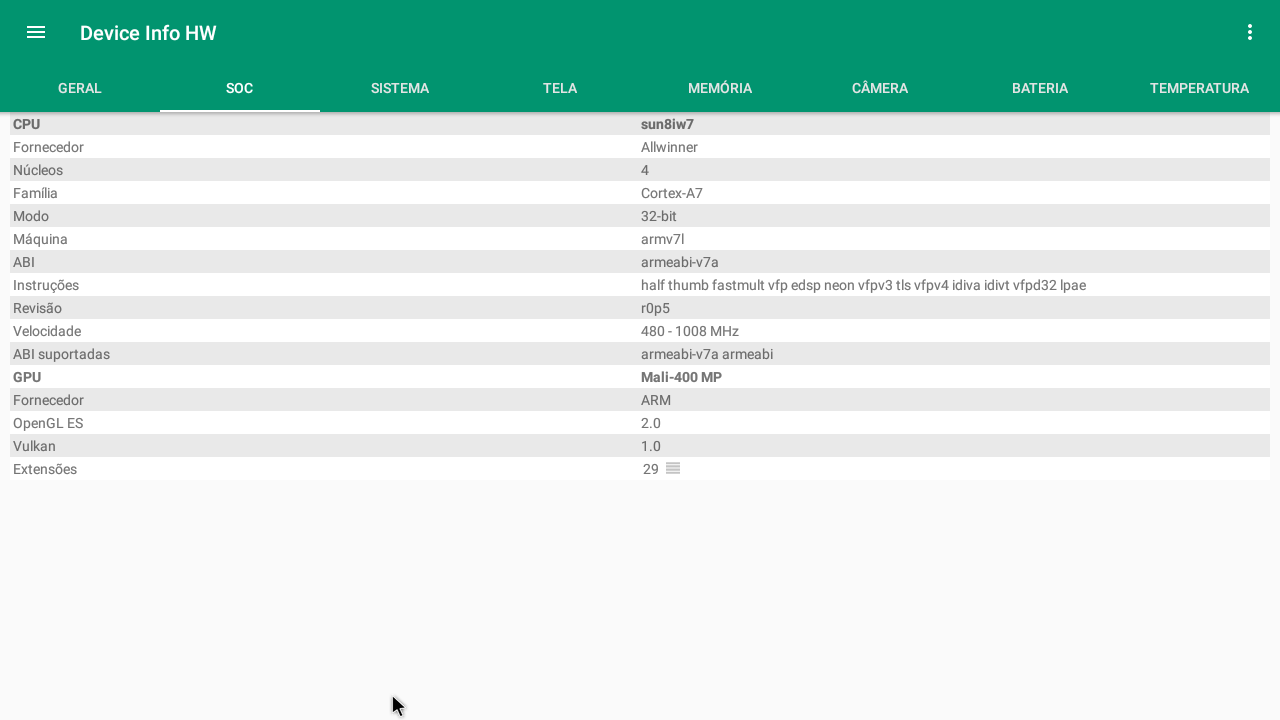 Device Info HW
GERAL SOC SISTEMA TELA MEMÓRIA CÂMERA BATERIA TEMPERATURA
CPU sun8iw7
Fornecedor Allwinner
Núcleos 4
Família Cortex-A7
Modo 32-bit
Máquina armv7l
ABI armeabi-v7a
Instruções half thumb fastmult vfp edsp neon vfpv3 tls vfpv4 idiva idivt vfpd32 lpae
Revisão r0p5
Velocidade 480 - 1008 MHz
ABI suportadas armeabi-v7a armeabi
GPU Mali-400 MP
Fornecedor ARM
OpenGL ES 2.0
Vulkan 1.0
Extensões 29